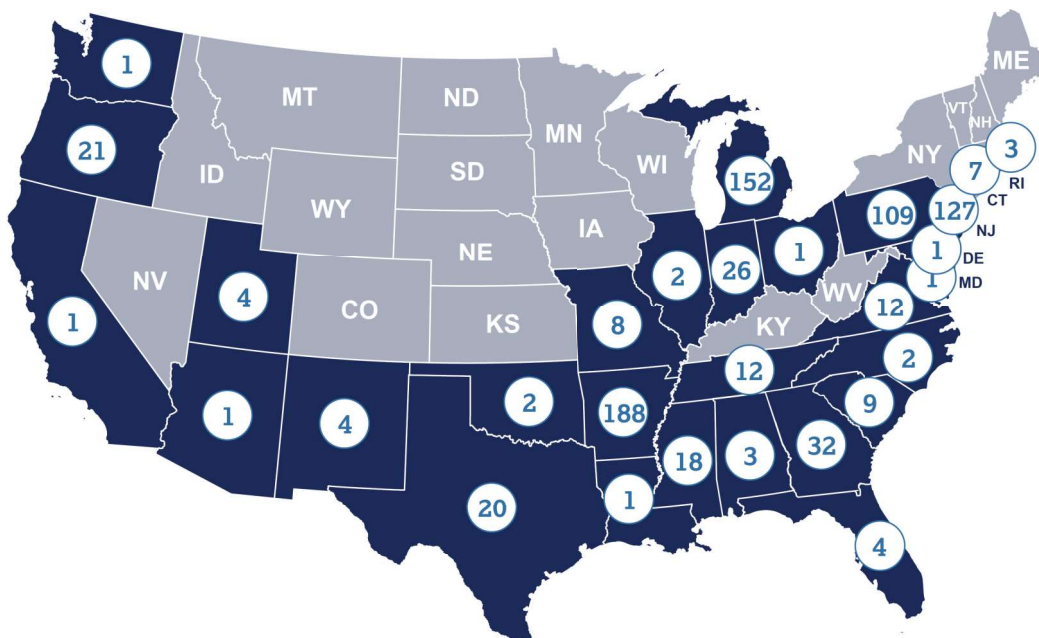 ME
1
MT
ND
VT
NH
MN
3
21
NY
WI
7
RI
ID
SD
152
CT
WY
109
127
NJ
IA
NE
1
1
DE
2
26
1
MD
NV
4
WV
CO
KS
12
1
8
KY
2
12
2
9
1
4
188
32
18
3
1
20
4